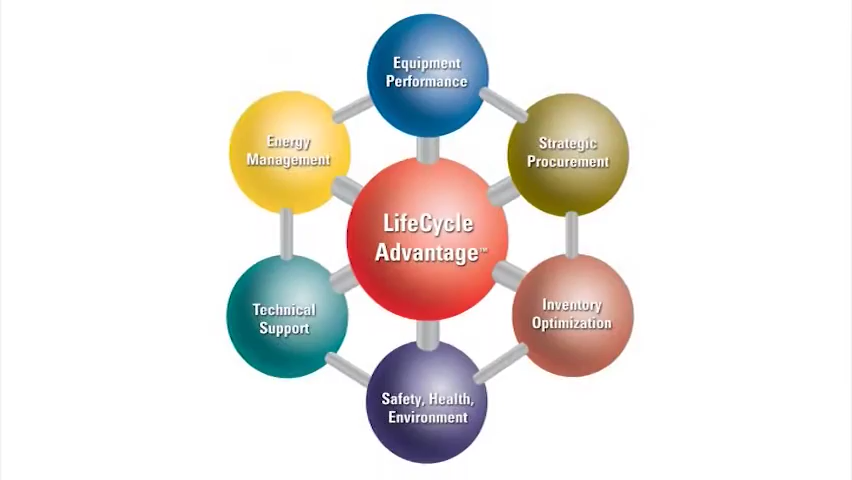 Equipment
Performance
Energy
Management
Strategic
Procurement
LifeCycle
Advantage™
Technical
Support
Inventory
Optimization
Safety, Health,
Environment